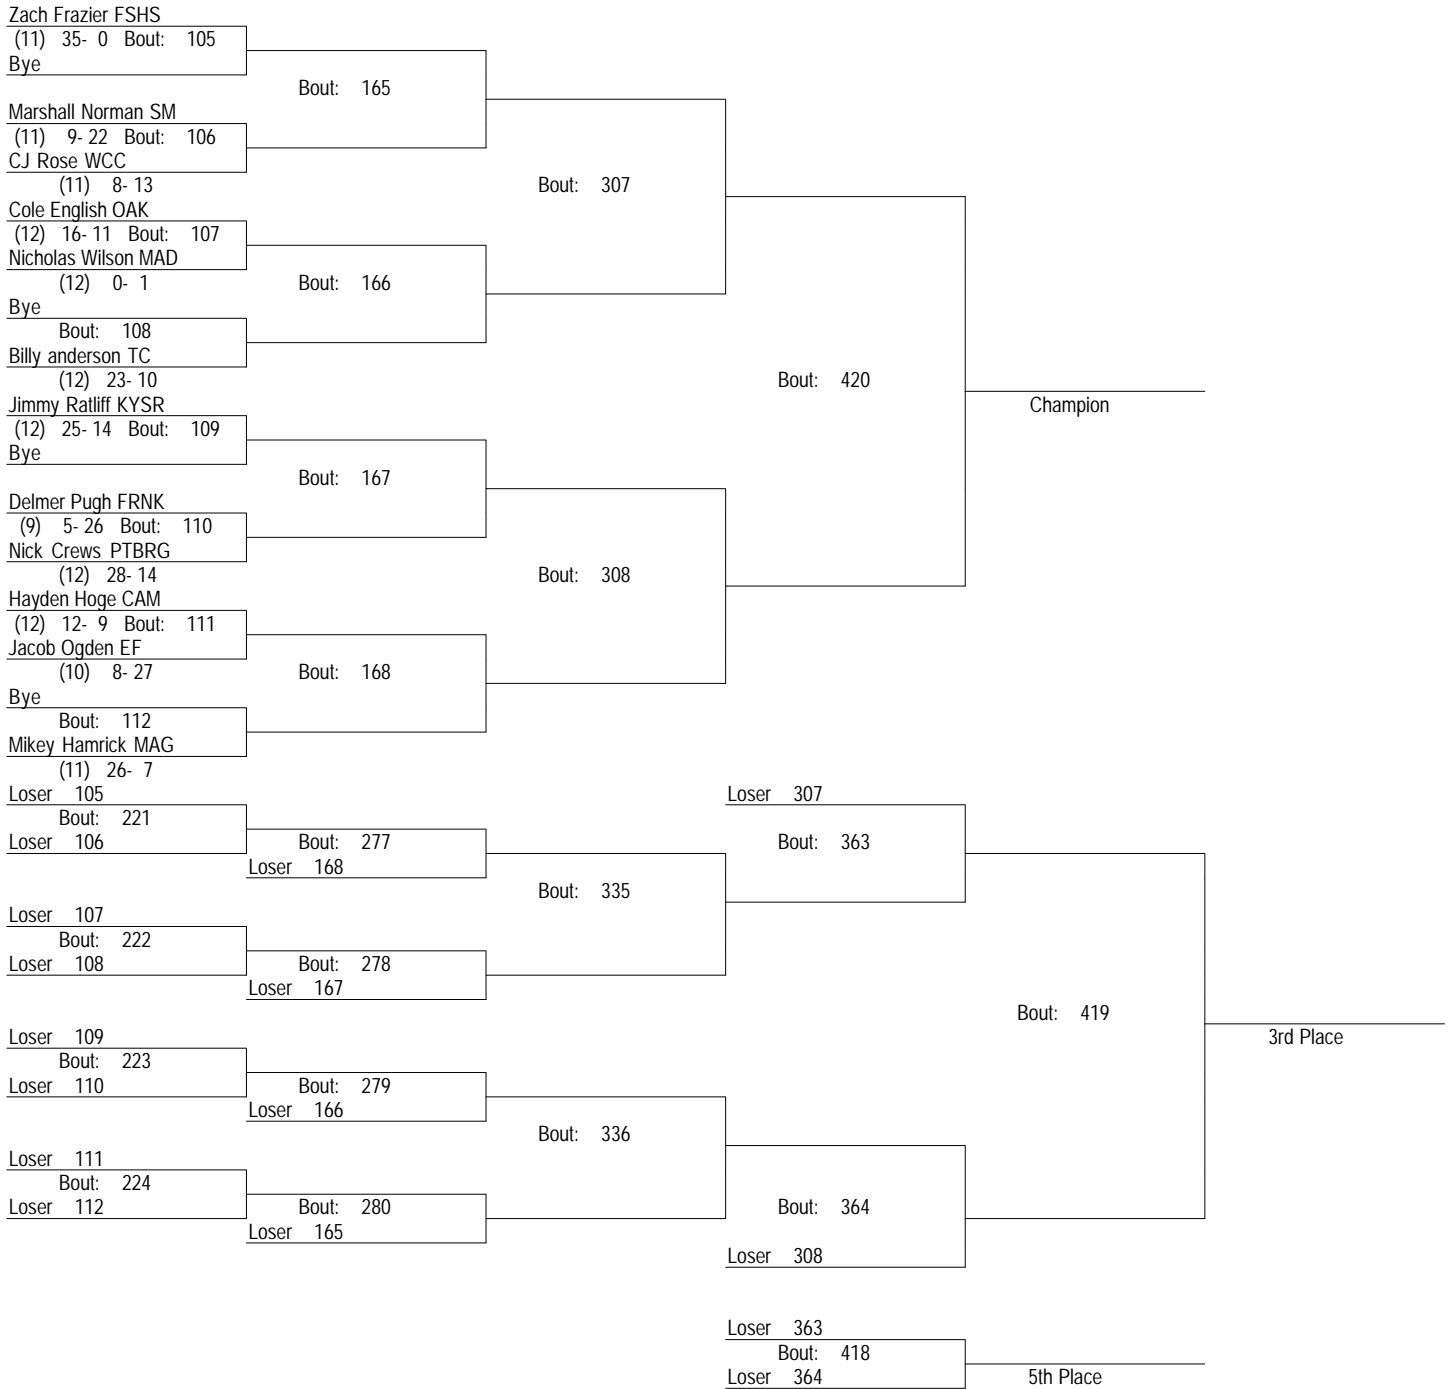 Zach Frazier FSHS
(11) 35- 0 Bout: 105
Bye
Bout: 165
Marshall Norman SM
(11) 9- 22 Bout: 106
CJ Rose WCC
(11) 8- 13
Bout: 307
Cole English OAK
(12) 16- 11 Bout: 107
Nicholas Wilson MAD
(12) 0- 1
Bout: 166
Bye
Bout: 108
Billy anderson TC
(12) 23- 10
Bout: 420
Champion
Jimmy Ratliff KYSR
(12) 25- 14 Bout: 109
Bye
Bout: 167
Delmer Pugh FRNK
(9) 5- 26 Bout: 110
Nick Crews PTBRG
(12) 28- 14
Bout: 308
Hayden Hoge CAM
(12) 12- 9 Bout: 111
Jacob Ogden EF
(10) 8- 27
Bout: 168
Bye
Bout: 112
Mikey Hamrick MAG
(11) 26- 7
Loser 105
Bout: 221
Loser 106
Bout: 277
Loser 168
Loser 307
Bout: 363
Bout: 335
Loser 107
Bout: 222
Loser 108
Bout: 278
Loser 167
Bout: 419
3rd Place
Loser 109
Bout: 223
Loser 110
Bout: 279
Loser 166
Bout: 336
Loser 111
Bout: 224
Loser 112
Bout: 280
Loser 165
Bout: 364
Loser 308
Loser 363
Bout: 418
Loser 364
5th Place